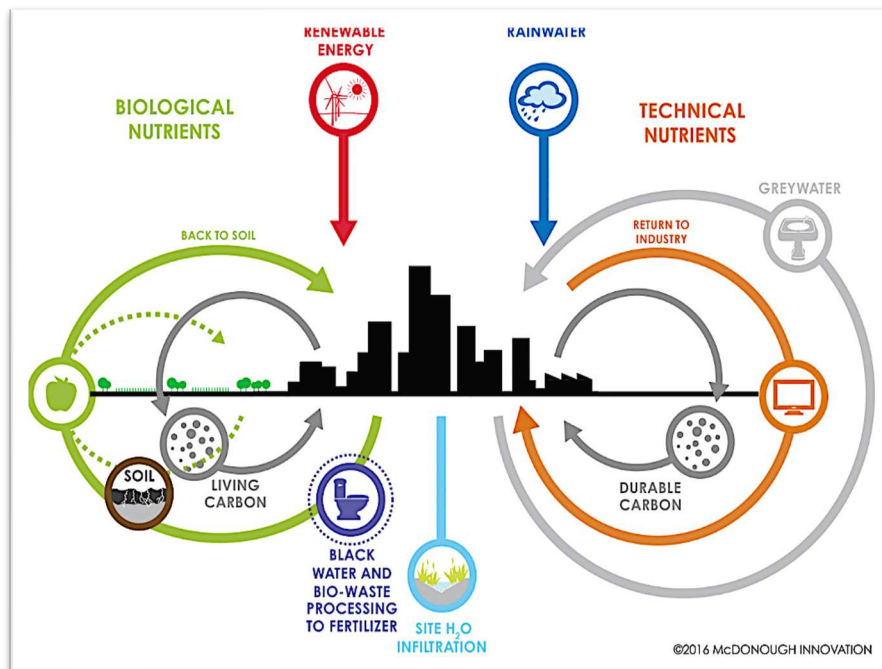 RENEWABLE
ENERGY
RAINWATER
BIOLOGICAL
NUTRIENTS
TECHNICAL
NUTRIENTS
GREYWATER
BACK TO SOIL
RETURN TO
INDUSTRY
SOIL
LIVING
CARBON
DURABLE
CARBON
BLACK
WATER AND
BIO-WASTE
PROCESSING
TO FERTILIZER
SITE H₂O
INFILTRATION
©2016 McDONOUGH INNOVATION